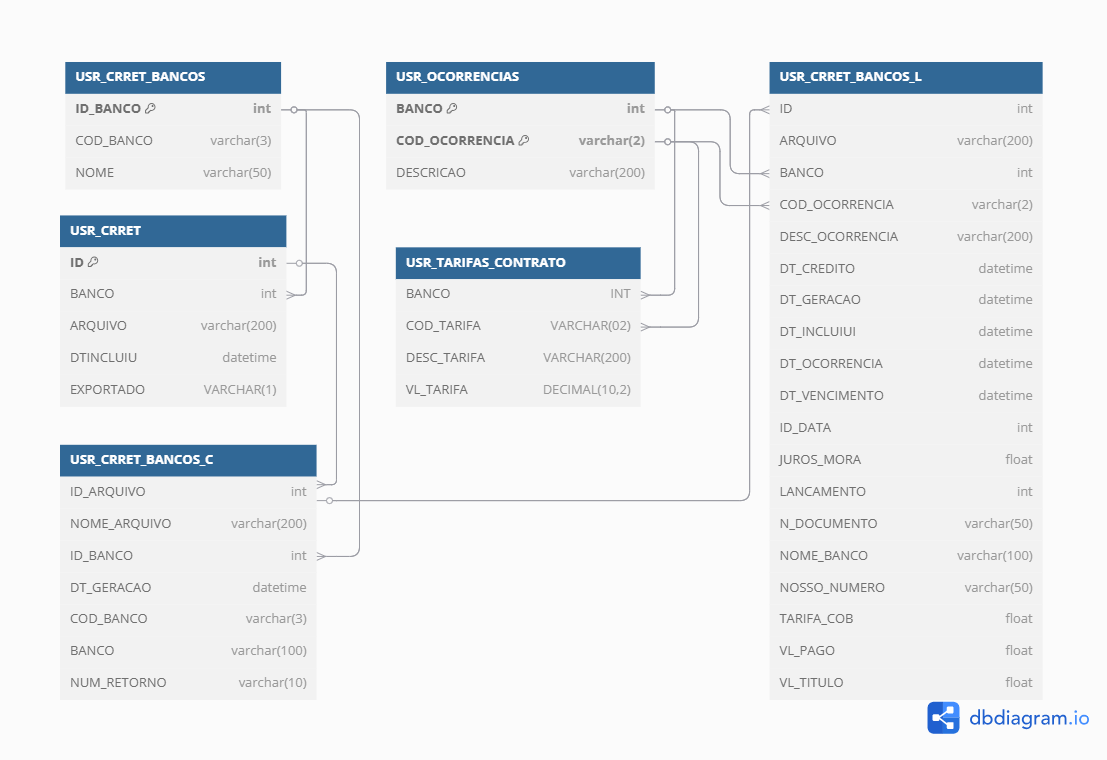 USR_CRRET_BANCOS
ID_BANCO int
COD_BANCO varchar(3)
NOME varchar(50)
USR_CRRET
ID int
BANCO int
ARQUIVO varchar(200)
DTINCLUIU datetime
EXPORTADO VARCHAR(1)
USR_CRRET_BANCOS_C
ID_ARQUIVO int
NOME_ARQUIVO varchar(200)
ID_BANCO int
DT_GERACAO datetime
COD_BANCO varchar(3)
BANCO varchar(100)
NUM_RETORNO varchar(10)
USR_OCORRENCIAS
BANCO int
COD_OCORRENCIA varchar(2)
DESCRICAO varchar(200)
USR_TARIFAS_CONTRATO
BANCO INT
COD_TARIFA VARCHAR(02)
DESC_TARIFA VARCHAR(200)
VL_TARIFA DECIMAL(10,2)
USR_CRRET_BANCOS_L
ID int
ARQUIVO varchar(200)
BANCO int
COD_OCORRENCIA varchar(2)
DESC_OCORRENCIA varchar(200)
DT_CREDITO datetime
DT_GERACAO datetime
DT_INCLUIUI datetime
DT_OCORRENCIA datetime
DT_VENCIMENTO datetime
ID_DATA int
JUROS_MORA float
LANCAMENTO int
N_DOCUMENTO varchar(50)
NOME_BANCO varchar(100)
NOSSO_NUMERO varchar(50)
TARIFA_COB float
VL_PAGO float
VL_TITULO float
dbdiagram.io